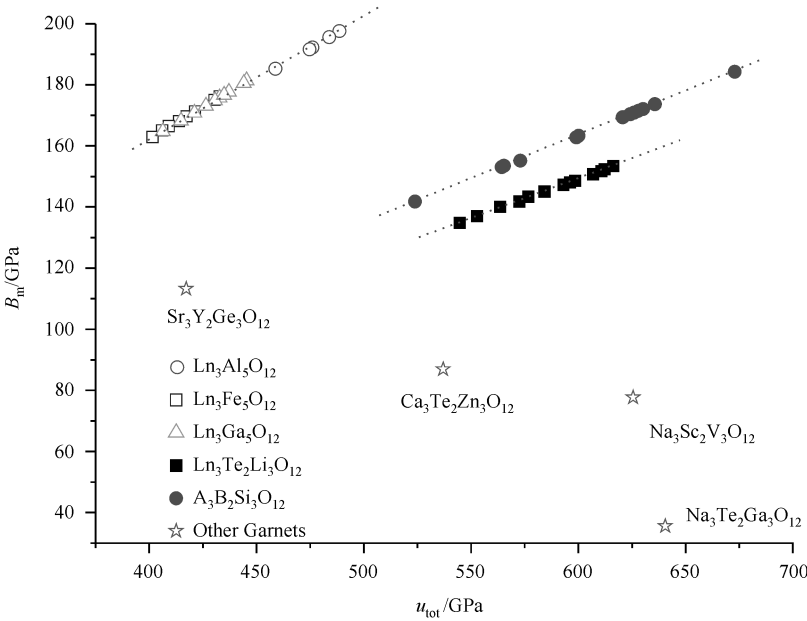 200
180
160
140
120
100
80
60
40
B_m/GPa
Sr₃Y₂Ge₃O₁₂
Ln₃Al₅O₁₂
Ln₃Fe₅O₁₂
Ln₃Ga₅O₁₂
Ln₃Te₂Li₃O₁₂
A₃B₂Si₃O₁₂
Other Garnets
Ca₃Te₂Zn₃O₁₂
Na₃Sc₂V₃O₁₂
Na₃Te₂Ga₃O₁₂
400 450 500 550 600 650 700
u_tot/GPa